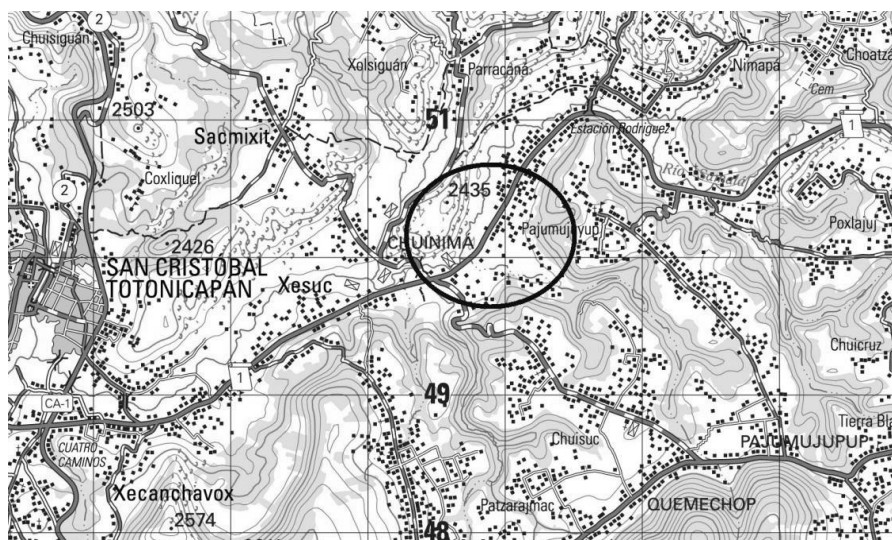 2
Chuisiguán
Xolsiguán
Parracaná
Nimapá
Choatzá
Cem
2503
51
1
Sacmixit
Estación Rodríguez
Coxliquel
2
2435
Río
Pajumujuyup
Poxlajuj
2426
CHUINIMA
SAN CRISTÓBAL
TOTONICAPÁN
Xesuc
Chuicruz
1
49
CA-1
Tierra
CUATRO
CAMINOS
Chuisuc
PAJUMUJUPUP
Xecanchavox
2574
Patzarajmac
QUEMECHOP
48